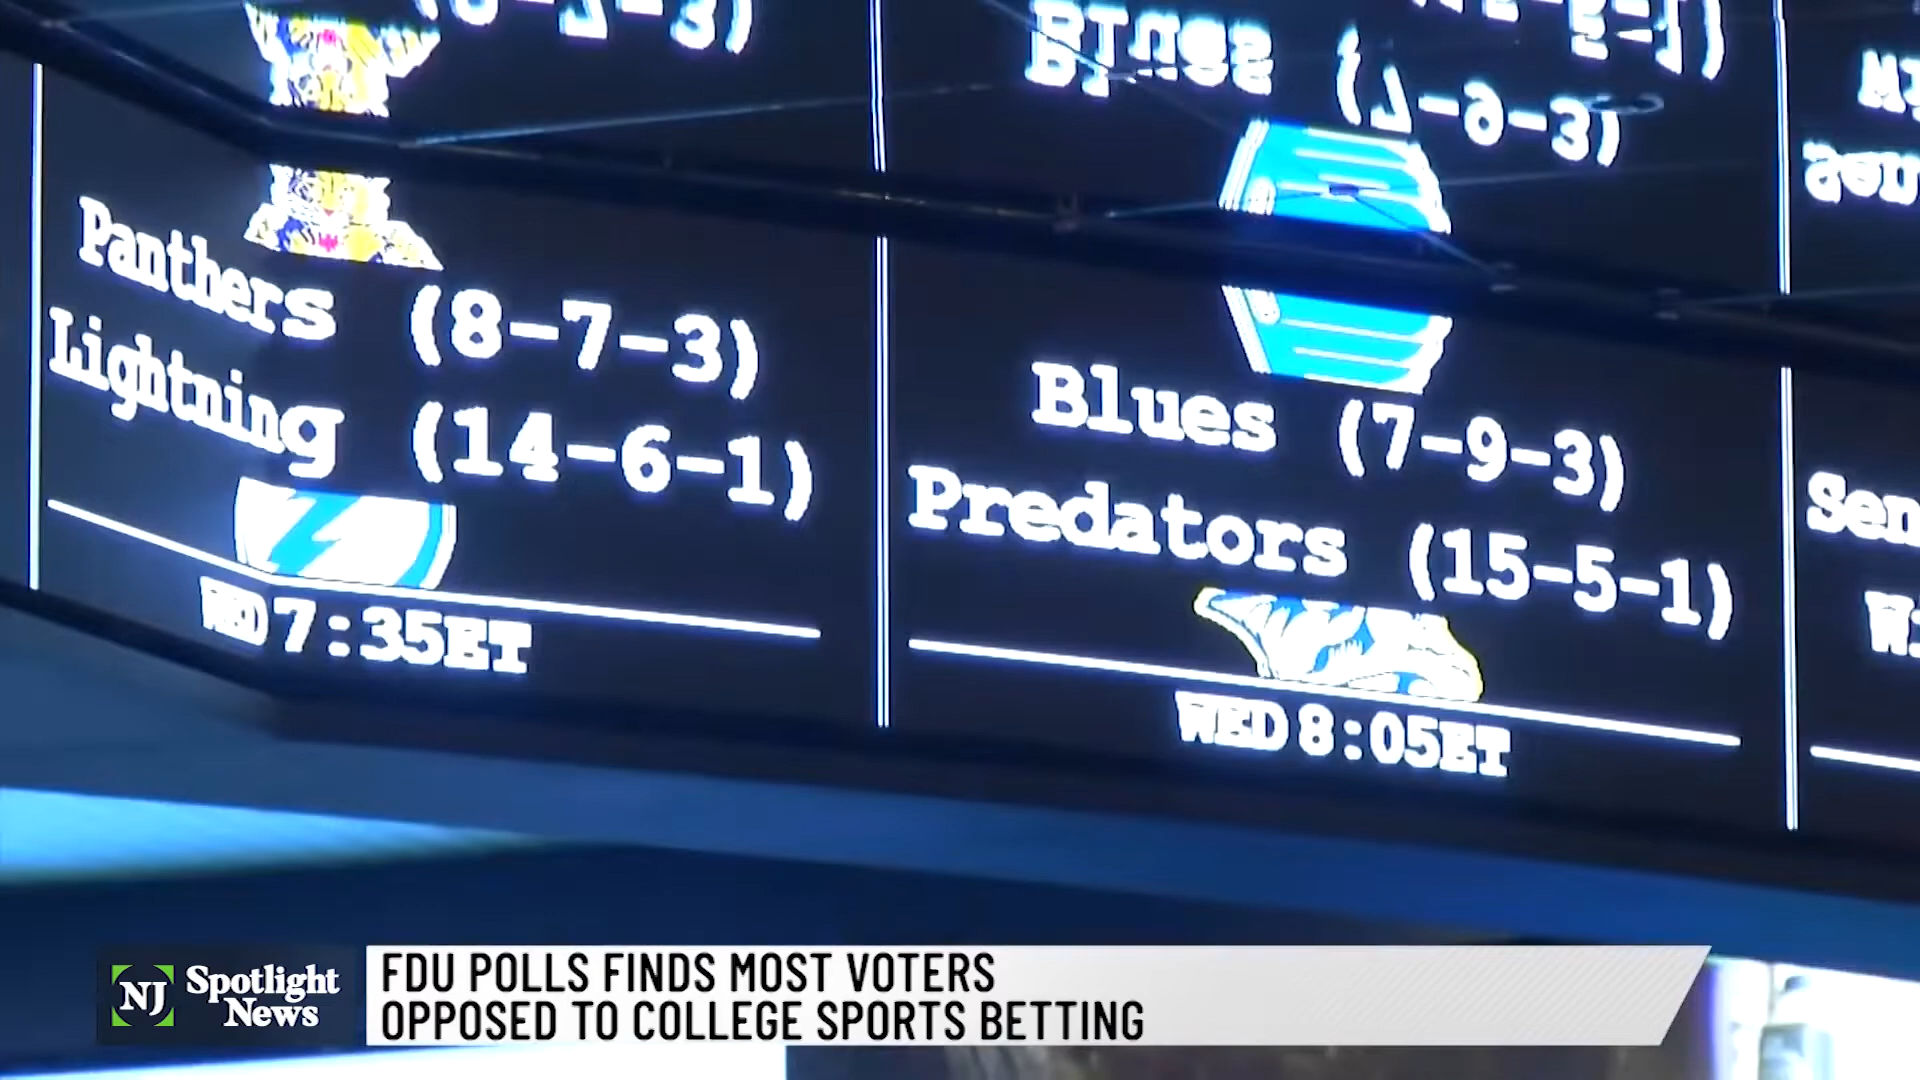 Panthers (8-7-3)
Lightning (14-6-1)
WED 7:35ET
Blues (7-9-3)
Predators (15-5-1)
WED 8:05ET
Sen
NJ Spotlight News
FDU POLLS FINDS MOST VOTERS
OPPOSED TO COLLEGE SPORTS BETTING